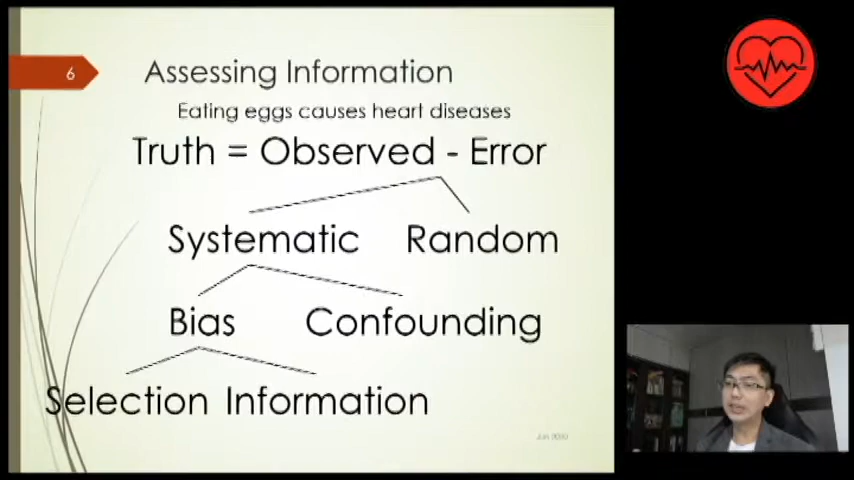 6
Assessing Information
Eating eggs causes heart diseases
Truth = Observed - Error
Systematic Random
Bias Confounding
Selection Information